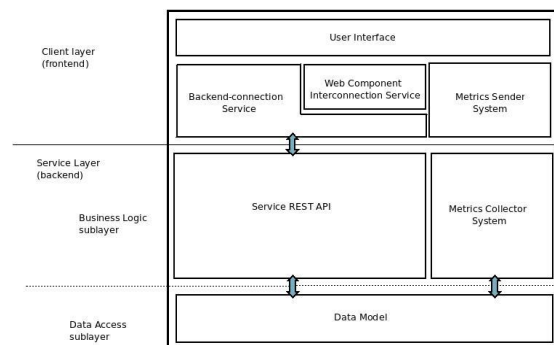 User Interface
Client layer
(frontend)
Backend-connection
Service
Web Component
Interconnection Service
Metrics Sender
System
Service Layer
(backend)
Business Logic
sublayer
Service REST API
Metrics Collector
System
Data Access
sublayer
Data Model